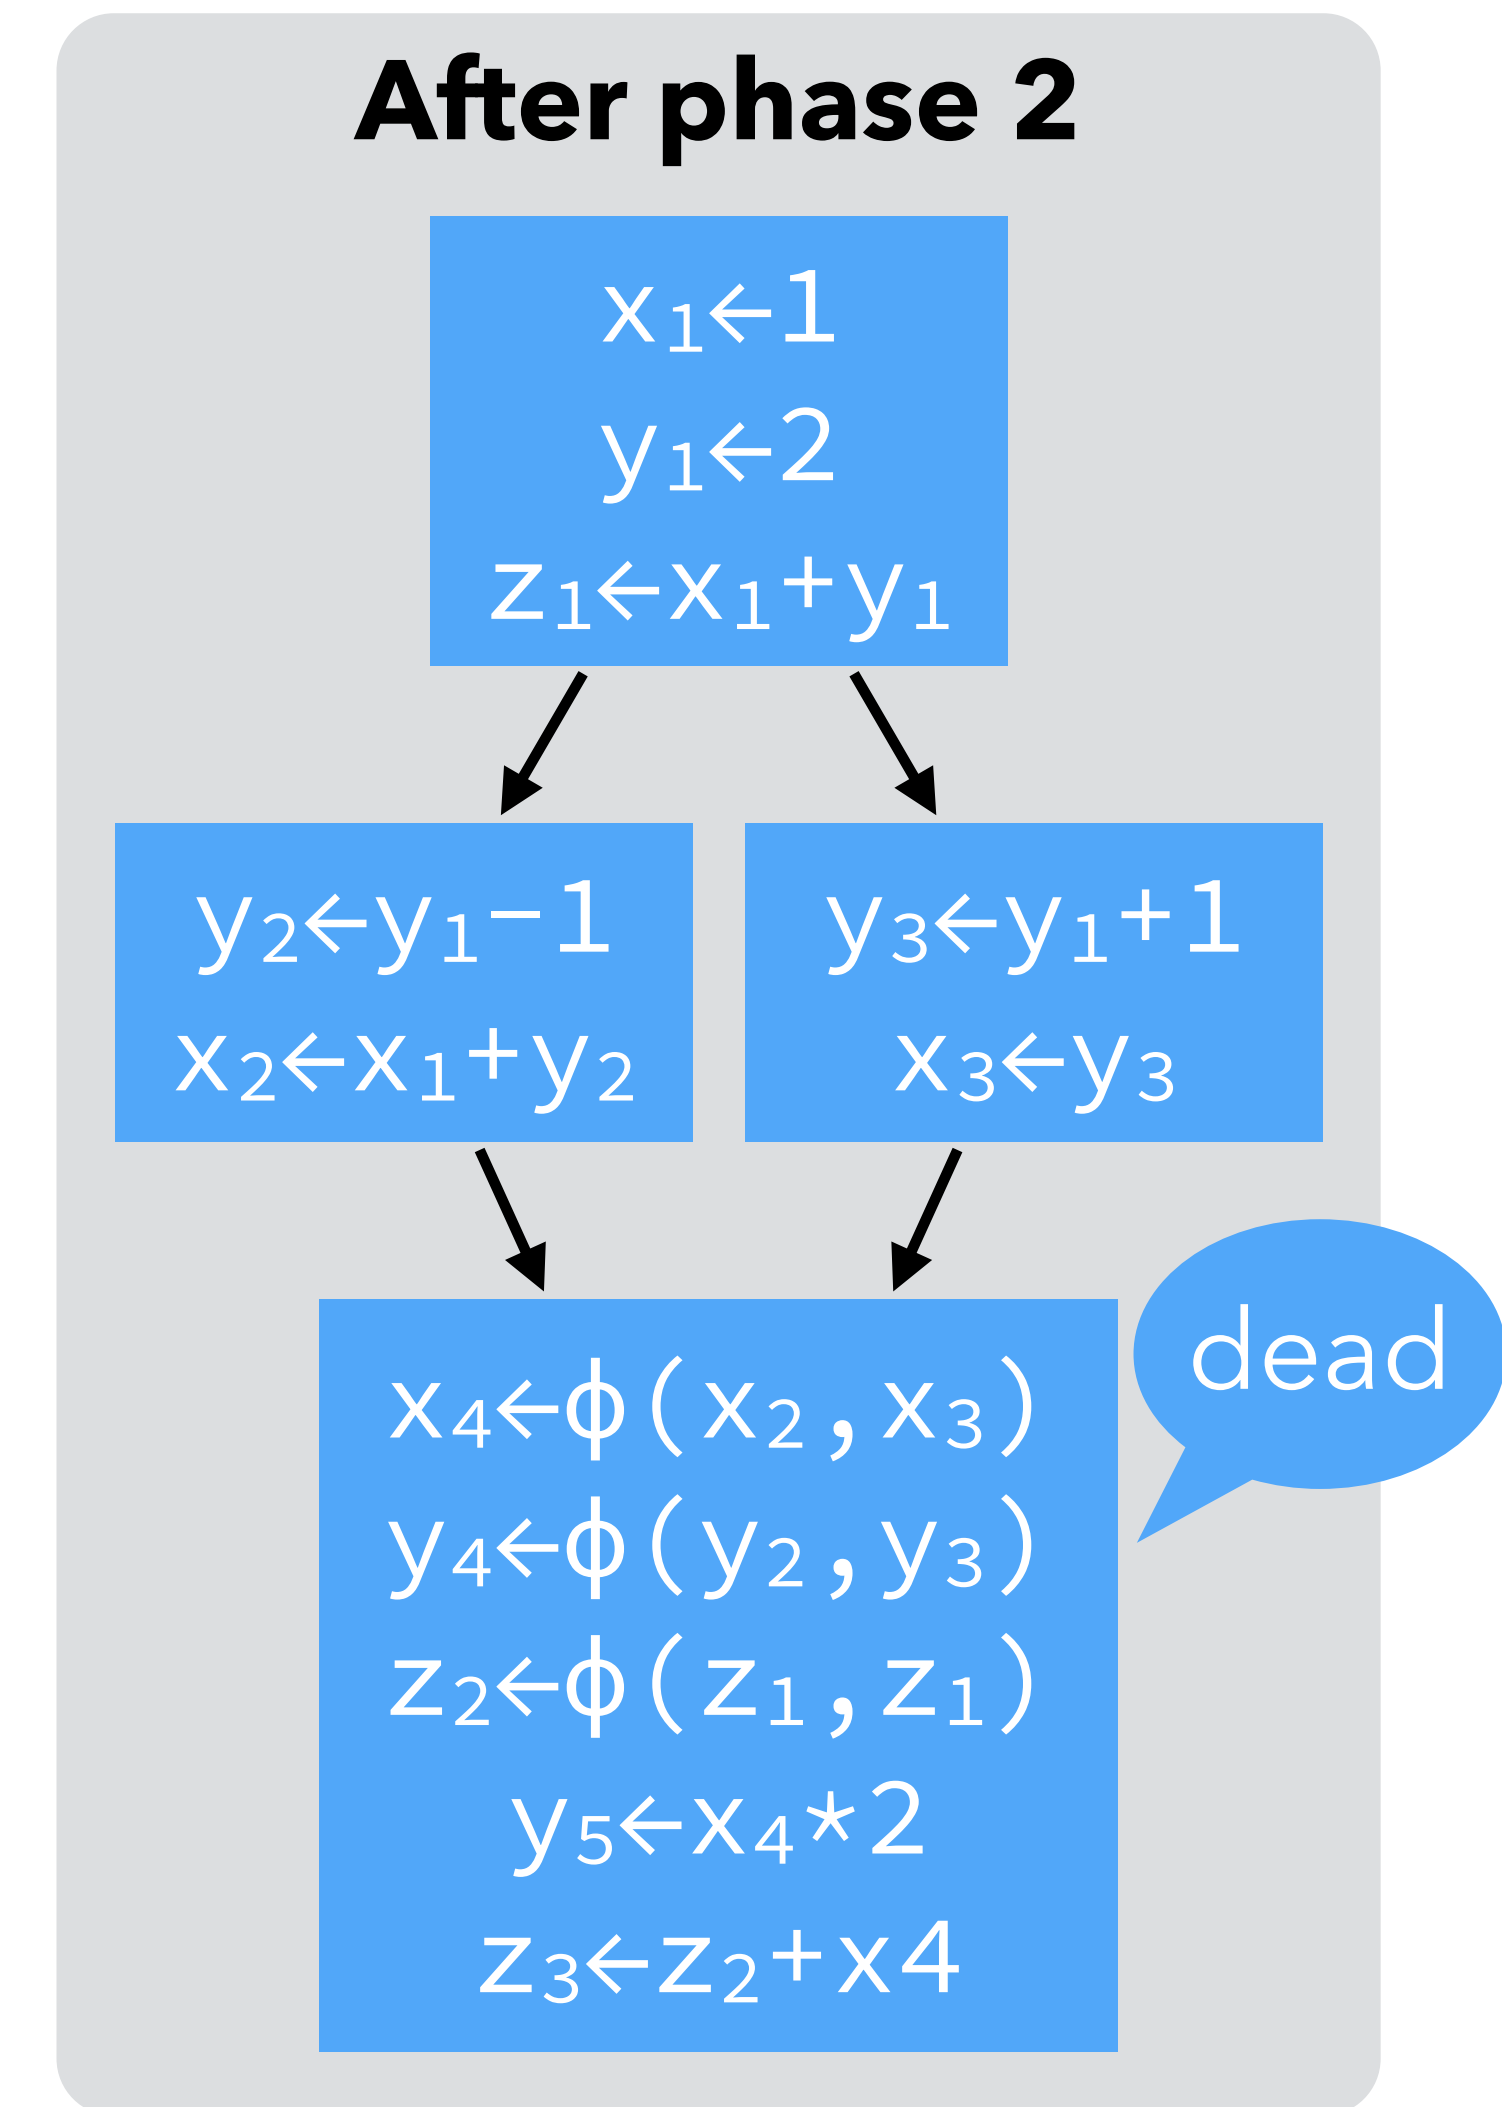 After phase 2
x₁←1
y₁←2
z₁←x₁+y₁
y₂←y₁-1
x₂←x₁+y₂
y₃←y₁+1
x₃←y₃
dead
x₄←ϕ(x₂,x₃)
y₄←ϕ(y₂,y₃)
z₂←ϕ(z₁,z₁)
y₅←x₄*2
z₃←z₂+x4